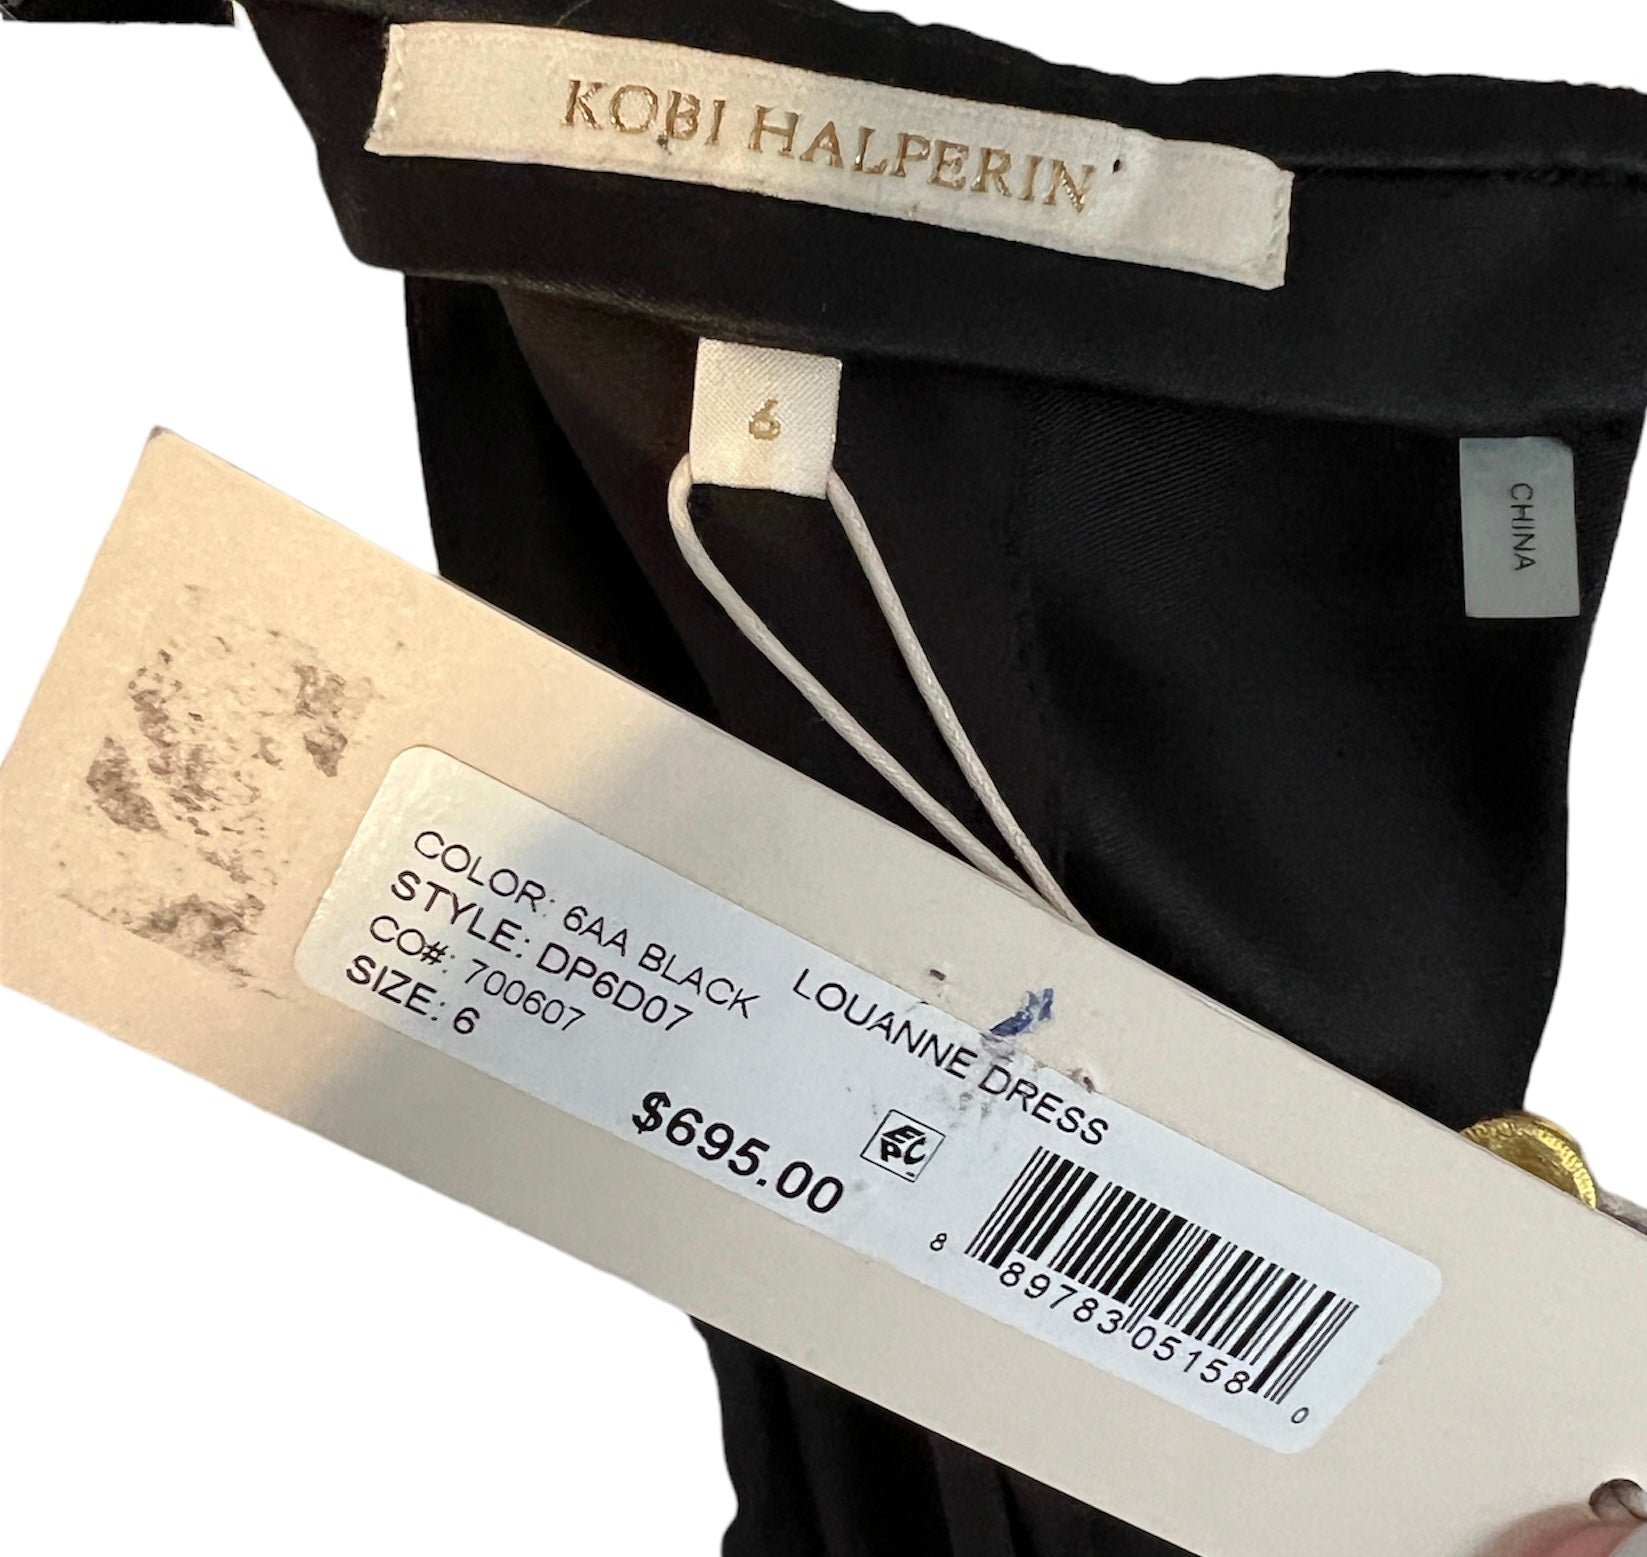 KOBI HALPERIN
6
CHINA
COLOR: 6AA BLACK
STYLE: DP6D07
CO#: 700607
SIZE: 6
LOUANNE DRESS
$695.00
EPC
8 89783 05158 0